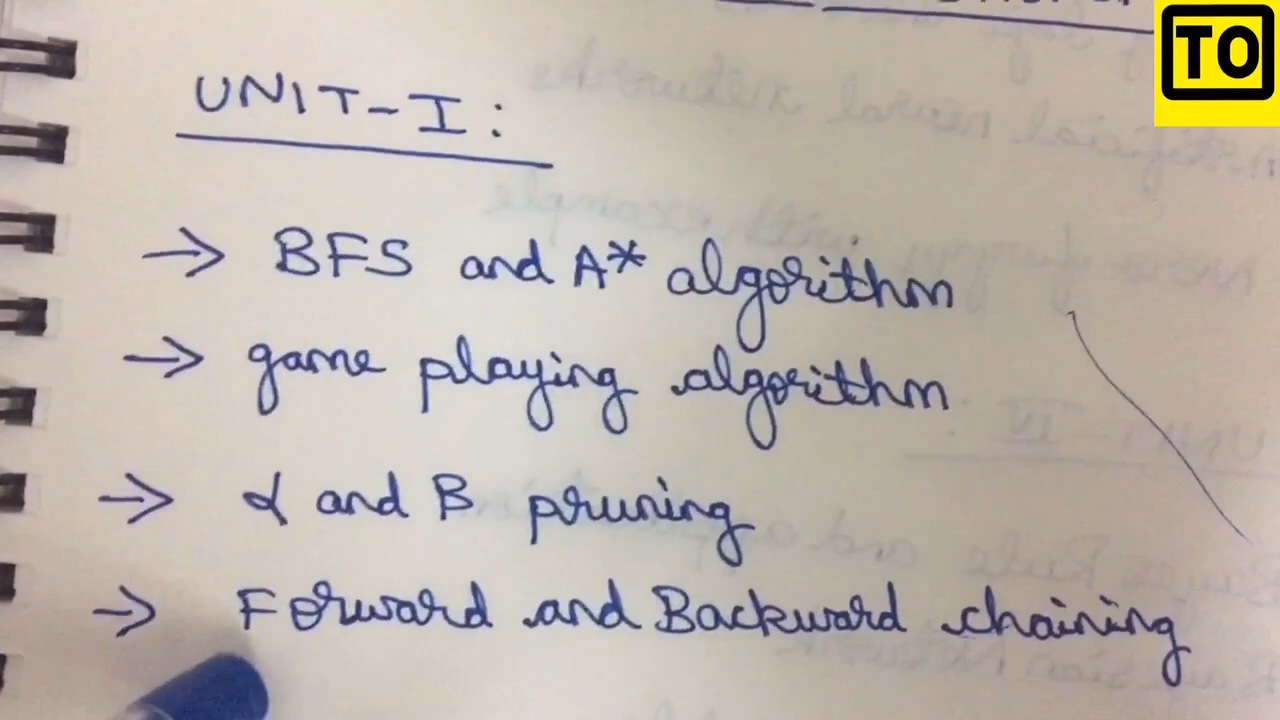 TO
UNIT-I:
→ BFS and A* algorithm
→ game playing algorithm
→ α and B pruning
→ Forward and Backward chaining